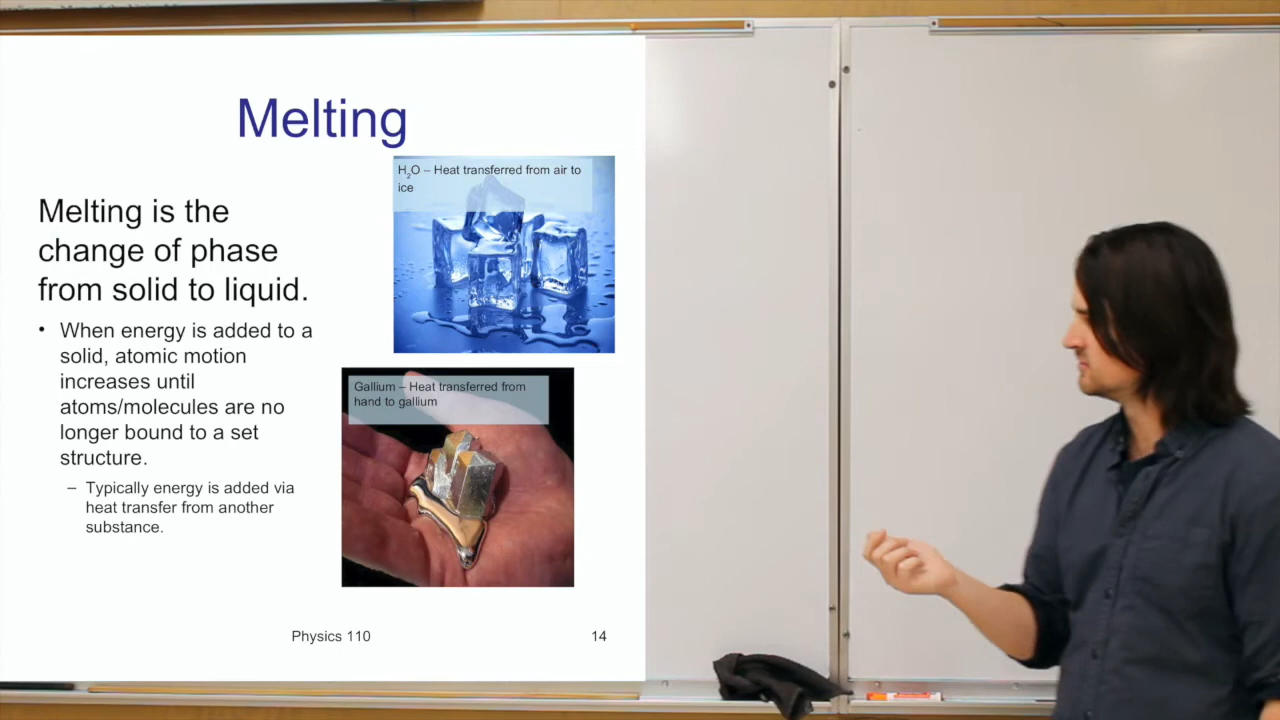 Melting
H₂O – Heat transferred from air to
ice
Melting is the
change of phase
from solid to liquid.
• When energy is added to a
solid, atomic motion
increases until
atoms/molecules are no
longer bound to a set
structure.
– Typically energy is added via
heat transfer from another
substance.
Gallium – Heat transferred from
hand to gallium
Physics 110
14